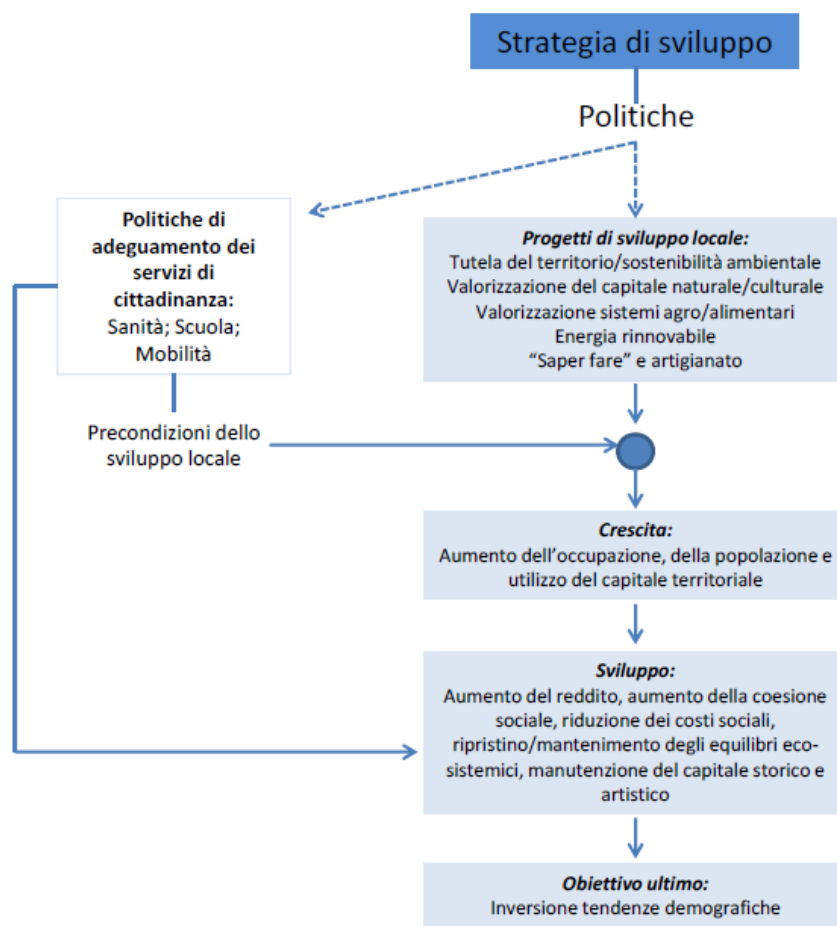 Strategia di sviluppo
Politiche
Politiche di
adeguamento dei
servizi di
cittadinanza:
Sanità; Scuola;
Mobilità
Progetti di sviluppo locale:
Tutela del territorio/sostenibilità ambientale
Valorizzazione del capitale naturale/culturale
Valorizzazione sistemi agro/alimentari
Energia rinnovabile
“Saper fare” e artigianato
Precondizioni dello
sviluppo locale
Crescita:
Aumento dell’occupazione, della popolazione e
utilizzo del capitale territoriale
Sviluppo:
Aumento del reddito, aumento della coesione
sociale, riduzione dei costi sociali,
ripristino/mantenimento degli equilibri eco-
sistemici, manutenzione del capitale storico e
artistico
Obiettivo ultimo:
Inversione tendenze demografiche